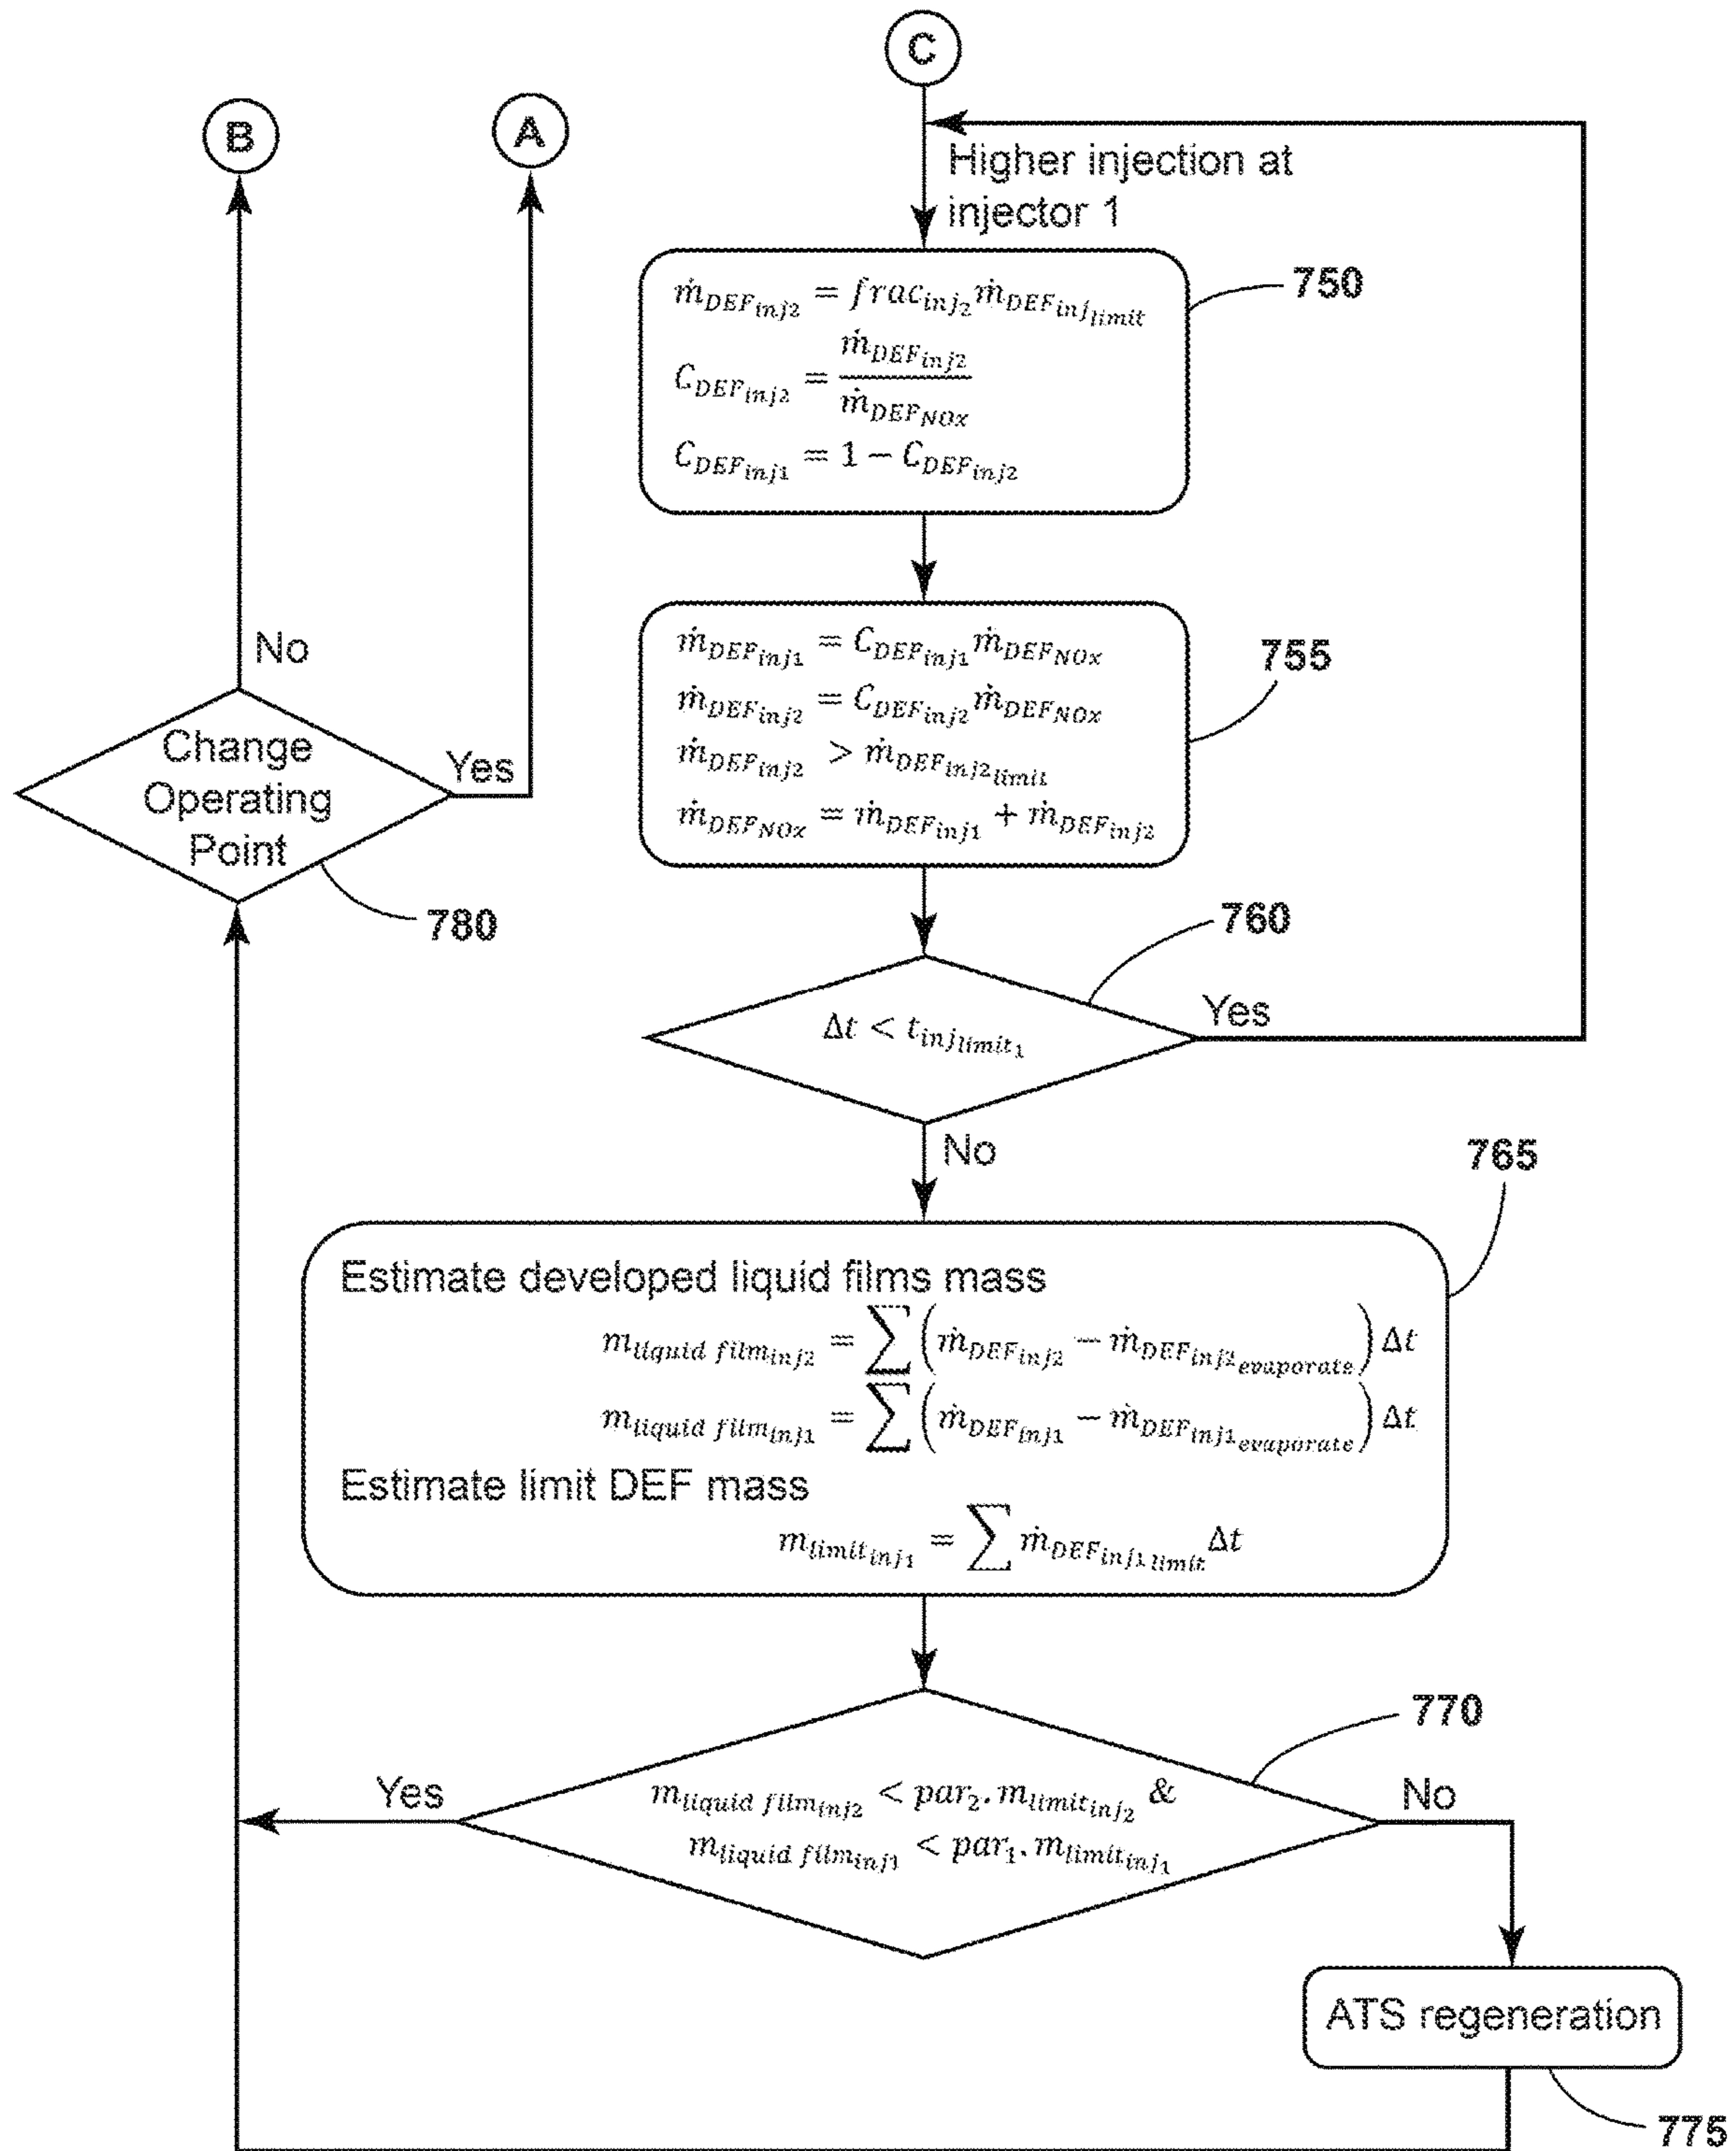 C
B
A
Higher injection at
injector 1
ṁ_{DEF_{inj2}} = frac_{inj_2} ṁ_{DEF_{inj_{limit}}}
C_{DEF_{inj2}} = \frac{ṁ_{DEF_{inj2}}}{ṁ_{DEF_{NOx}}}
C_{DEF_{inj1}} = 1 − C_{DEF_{inj2}}
750
ṁ_{DEF_{inj1}} = C_{DEF_{inj1}} ṁ_{DEF_{NOx}}
ṁ_{DEF_{inj2}} = C_{DEF_{inj2}} ṁ_{DEF_{NOx}}
ṁ_{DEF_{inj2}} > ṁ_{DEF_{inj2_{limit}}}
ṁ_{DEF_{NOx}} = ṁ_{DEF_{inj1}} + ṁ_{DEF_{inj2}}
755
No
Change
Operating
Point
Yes
780
760
Δt < t_{inj_{limit_1}}
Yes
No
765
Estimate developed liquid films mass
m_{liquid film_{inj2}} = ∑ (ṁ_{DEF_{inj2}} − ṁ_{DEF_{inj2_{evaporate}}}) Δt
m_{liquid film_{inj1}} = ∑ (ṁ_{DEF_{inj1}} − ṁ_{DEF_{inj1_{evaporate}}}) Δt
Estimate limit DEF mass
m_{limit_{inj_1}} = ∑ ṁ_{DEF_{inj1_{limit}}} Δt
770
Yes
m_{liquid film_{inj2}} < par_2. m_{limit_{inj_2}} &
m_{liquid film_{inj1}} < par_1. m_{limit_{inj_1}}
No
ATS regeneration
775